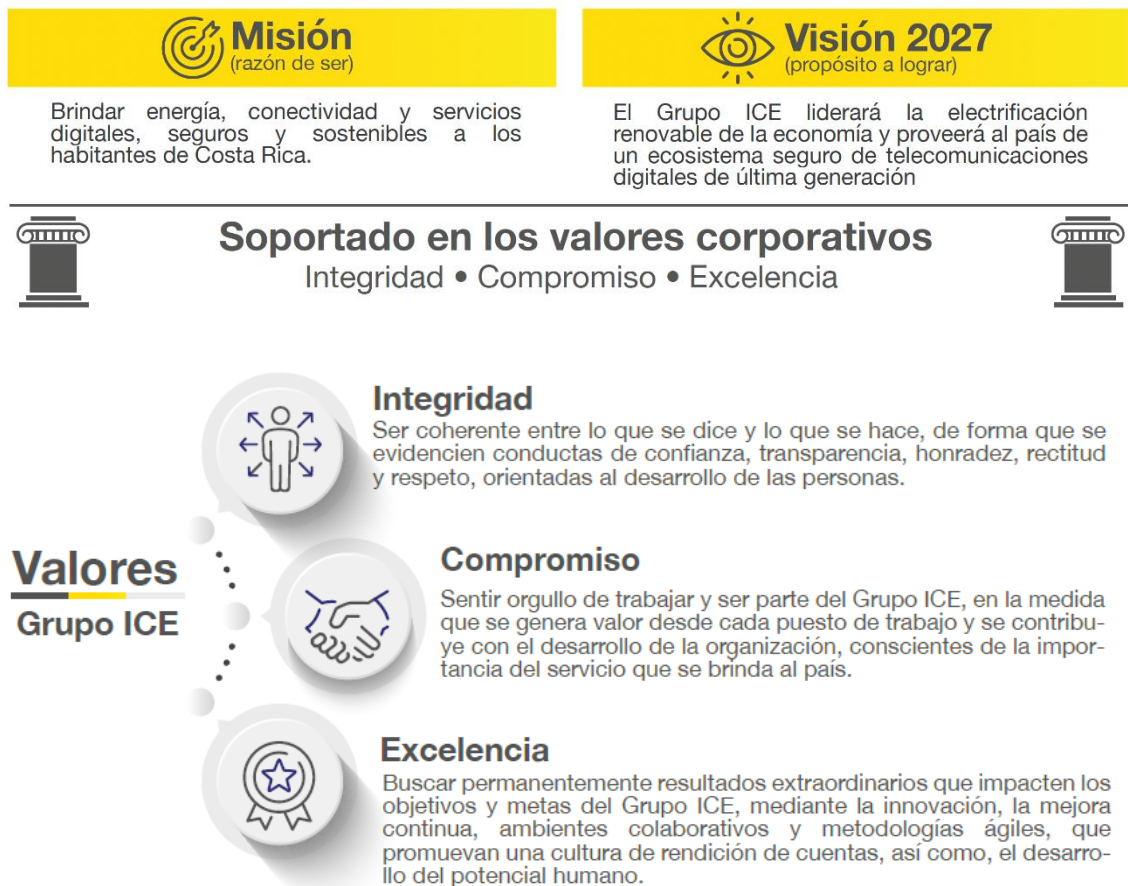 Misión
(razón de ser)
Brindar energía, conectividad y servicios
digitales, seguros y sostenibles a los
habitantes de Costa Rica.
Visión 2027
(propósito a lograr)
El Grupo ICE liderará la electrificación
renovable de la economía y proveerá al país de
un ecosistema seguro de telecomunicaciones
digitales de última generación
Soportado en los valores corporativos
Integridad • Compromiso • Excelencia
Valores
Grupo ICE
Integridad
Ser coherente entre lo que se dice y lo que se hace, de forma que se
evidencien conductas de confianza, transparencia, honradez, rectitud
y respeto, orientadas al desarrollo de las personas.
Compromiso
Sentir orgullo de trabajar y ser parte del Grupo ICE, en la medida
que se genera valor desde cada puesto de trabajo y se contribu-
ye con el desarrollo de la organización, conscientes de la impor-
tancia del servicio que se brinda al país.
Excelencia
Buscar permanentemente resultados extraordinarios que impacten los
objetivos y metas del Grupo ICE, mediante la innovación, la mejora
continua, ambientes colaborativos y metodologías ágiles, que
promuevan una cultura de rendición de cuentas, así como, el desarro-
llo del potencial humano.